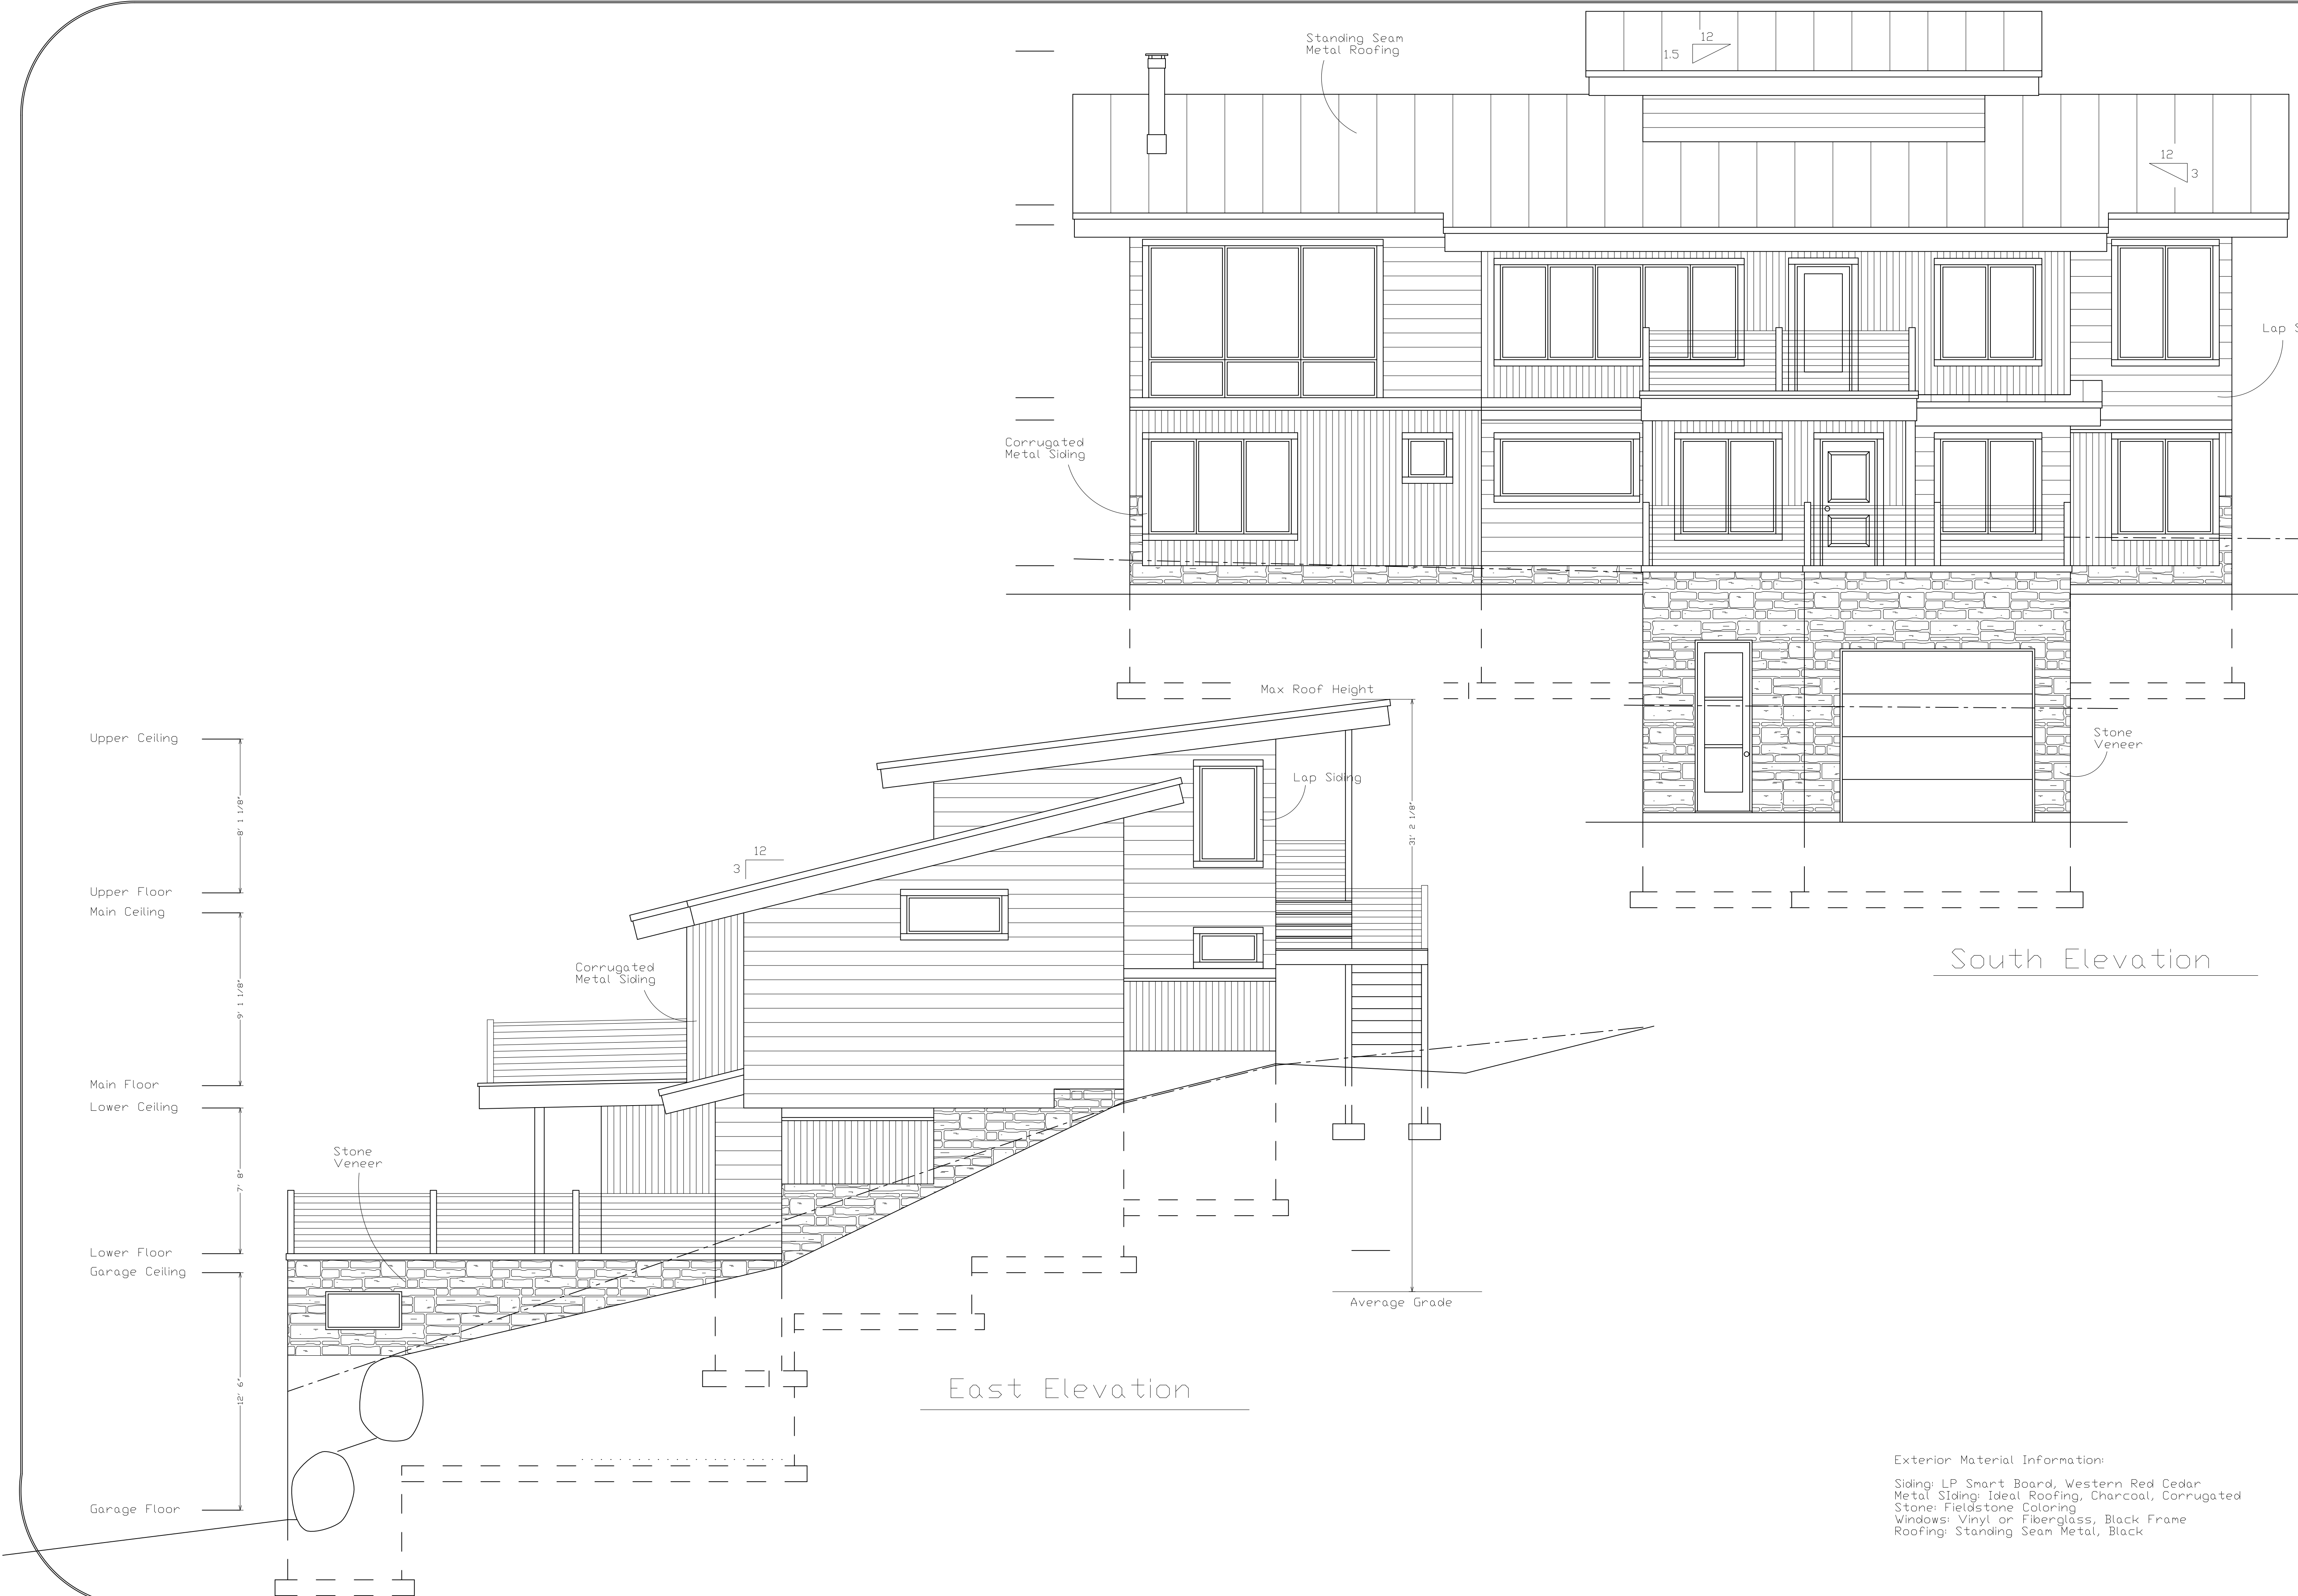 Standing Seam
Metal Roofing
12
1.5
12
3
Lap S
Corrugated
Metal Siding
Max Roof Height
Stone
Veneer
South Elevation
Upper Ceiling
8' 1 1/8"
Upper Floor
Main Ceiling
9' 1 1/8"
Main Floor
Lower Ceiling
7' 8"
Lower Floor
Garage Ceiling
12' 6"
Garage Floor
Lap Siding
12
3
31' 2 1/8"
Corrugated
Metal Siding
Stone
Veneer
Average Grade
East Elevation
Exterior Material Information:
Siding: LP Smart Board, Western Red Cedar
Metal SIding: Ideal Roofing, Charcoal, Corrugated
Stone: Fieldstone Coloring
Windows: Vinyl or Fiberglass, Black Frame
Roofing: Standing Seam Metal, Black